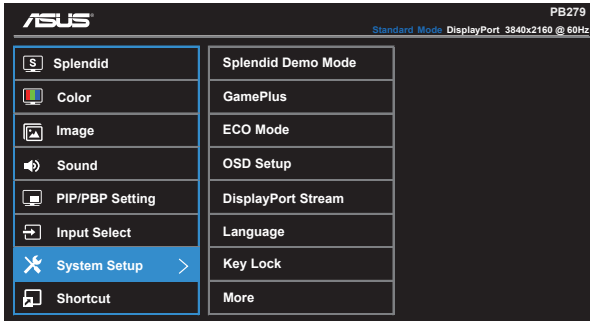 ASUS
PB279
Standard Mode DisplayPort 3840x2160 @ 60Hz
S Splendid
Color
Image
Sound
PIP/PBP Setting
Input Select
System Setup >
Shortcut
Splendid Demo Mode
GamePlus
ECO Mode
OSD Setup
DisplayPort Stream
Language
Key Lock
More